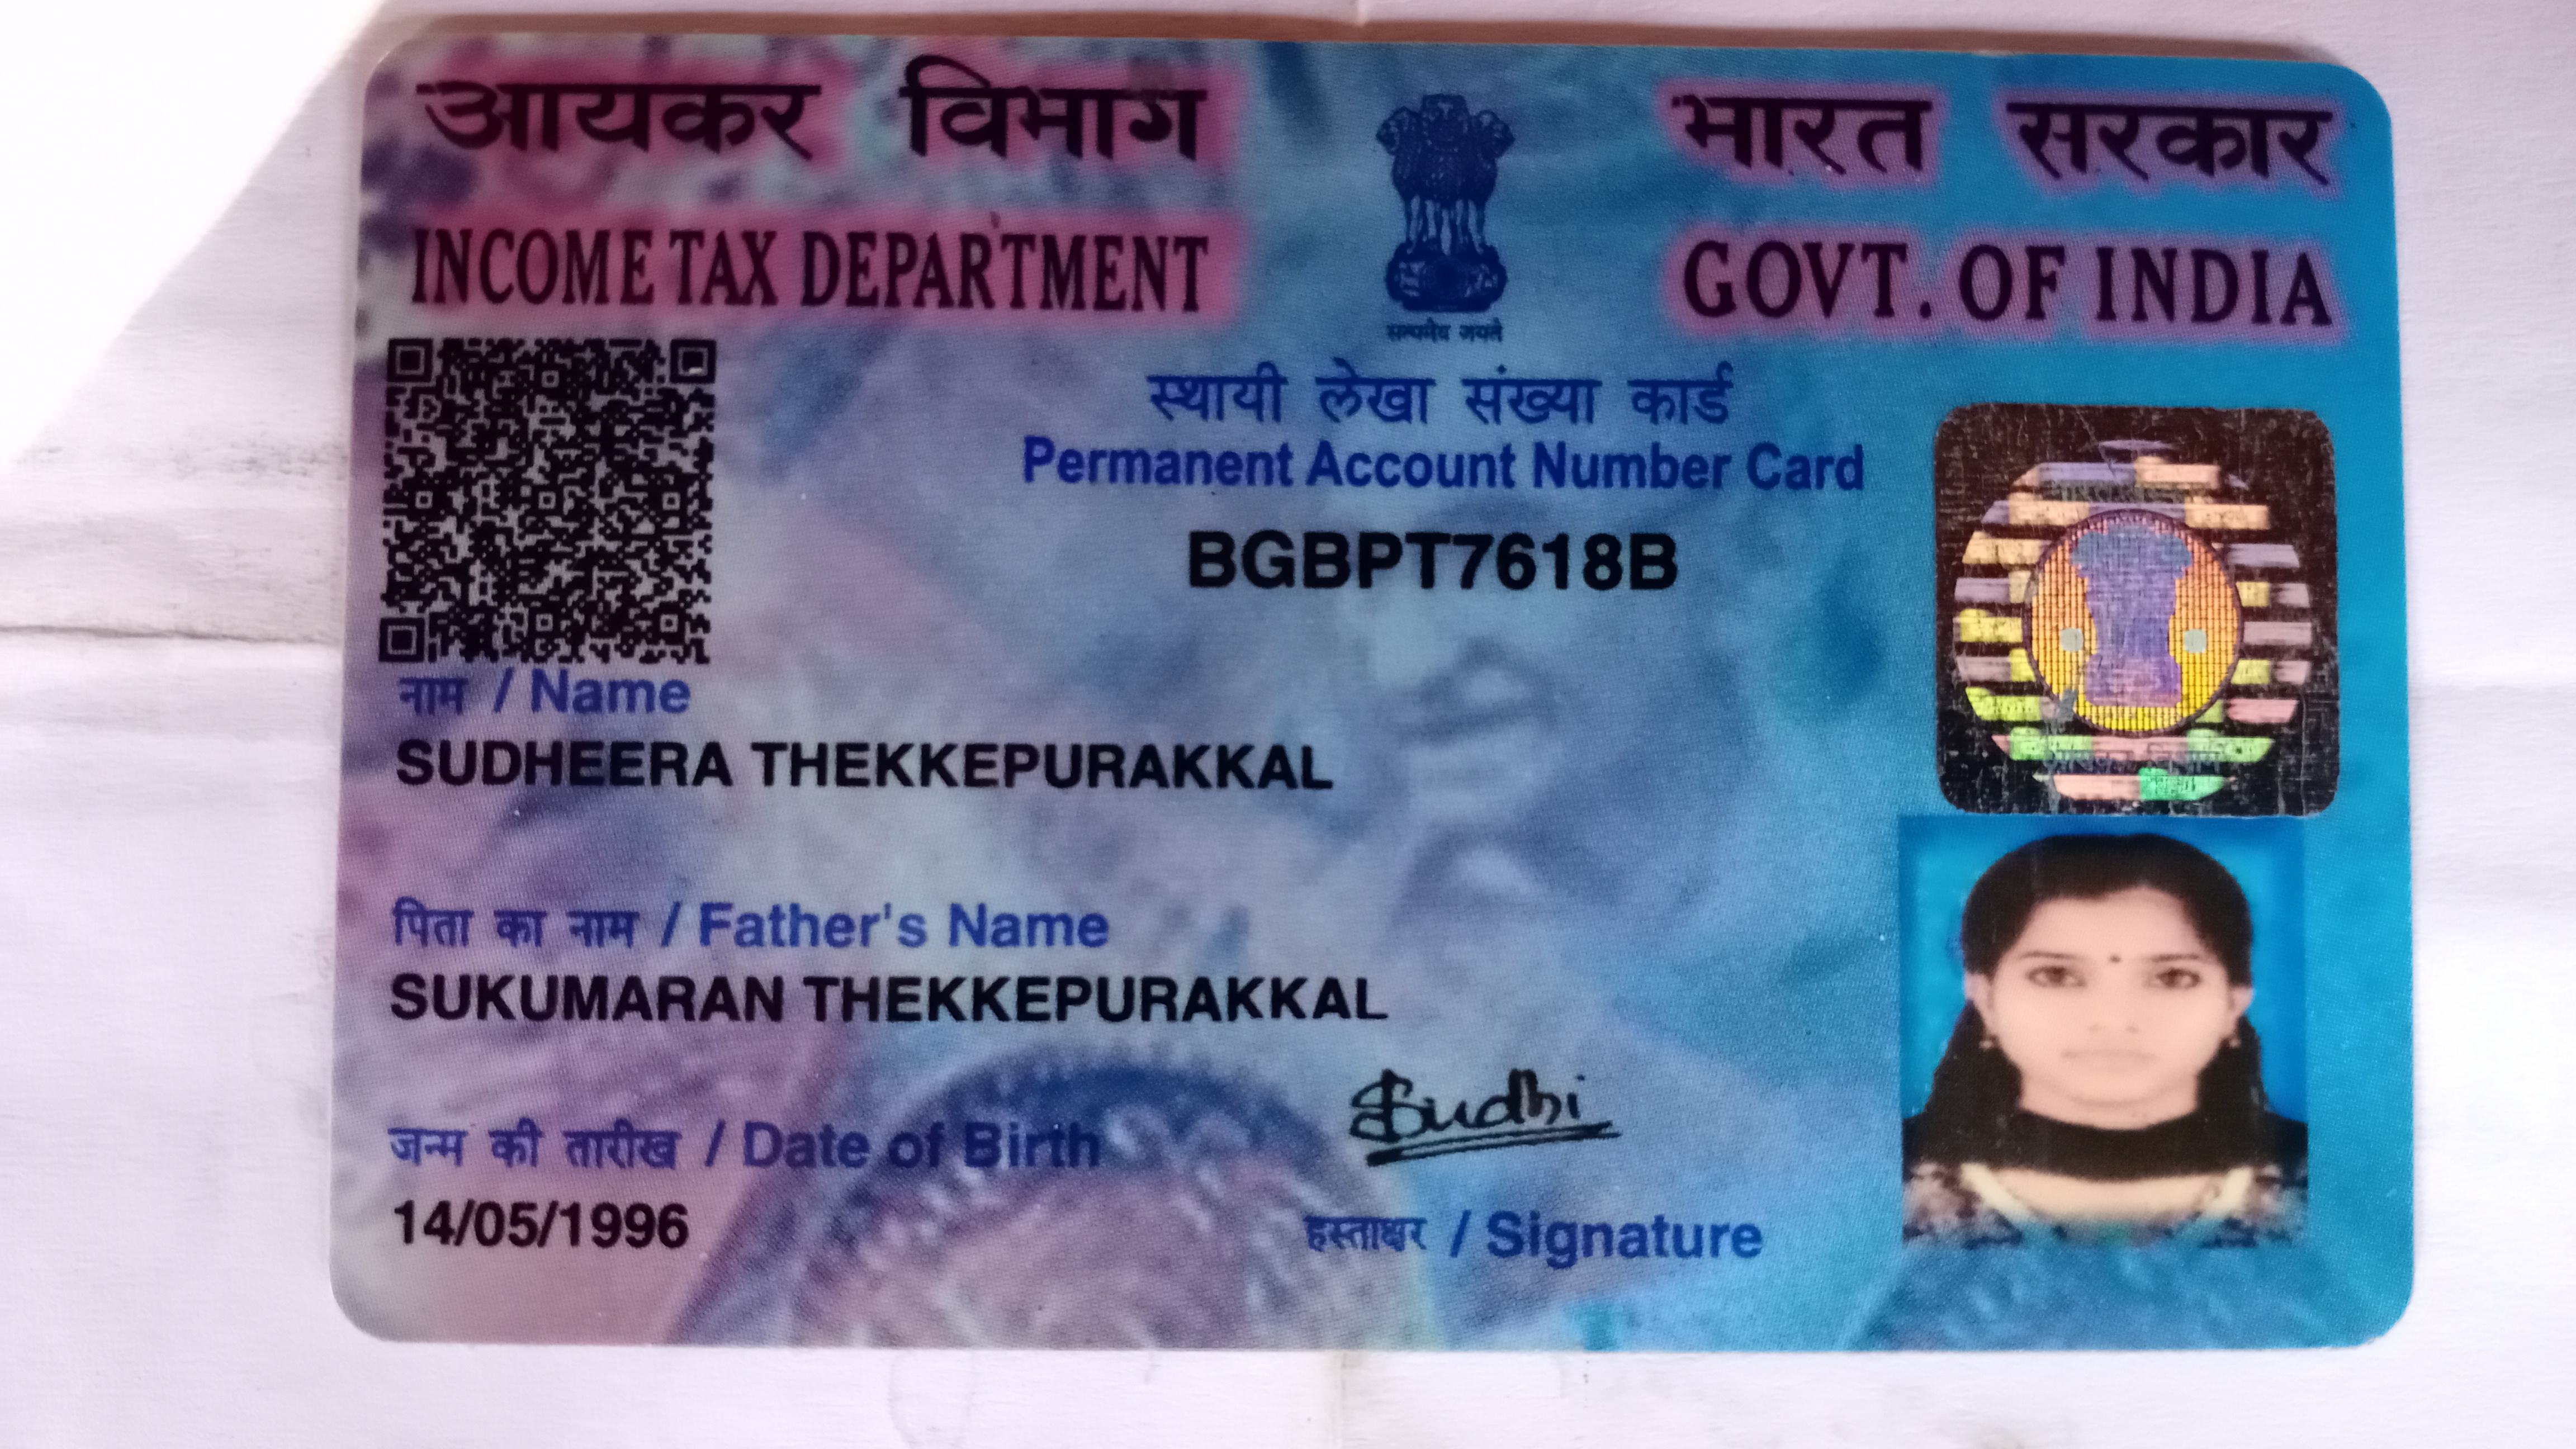 आयकर विभाग
INCOME TAX DEPARTMENT
भारत सरकार
GOVT. OF INDIA
सत्यमेव जयते
स्थायी लेखा संख्या कार्ड
Permanent Account Number Card
BGBPT7618B
नाम / Name
SUDHEERA THEKKEPURAKKAL
पिता का नाम / Father's Name
SUKUMARAN THEKKEPURAKKAL
जन्म की तारीख / Date of Birth
14/05/1996
Sudhi
हस्ताक्षर / Signature